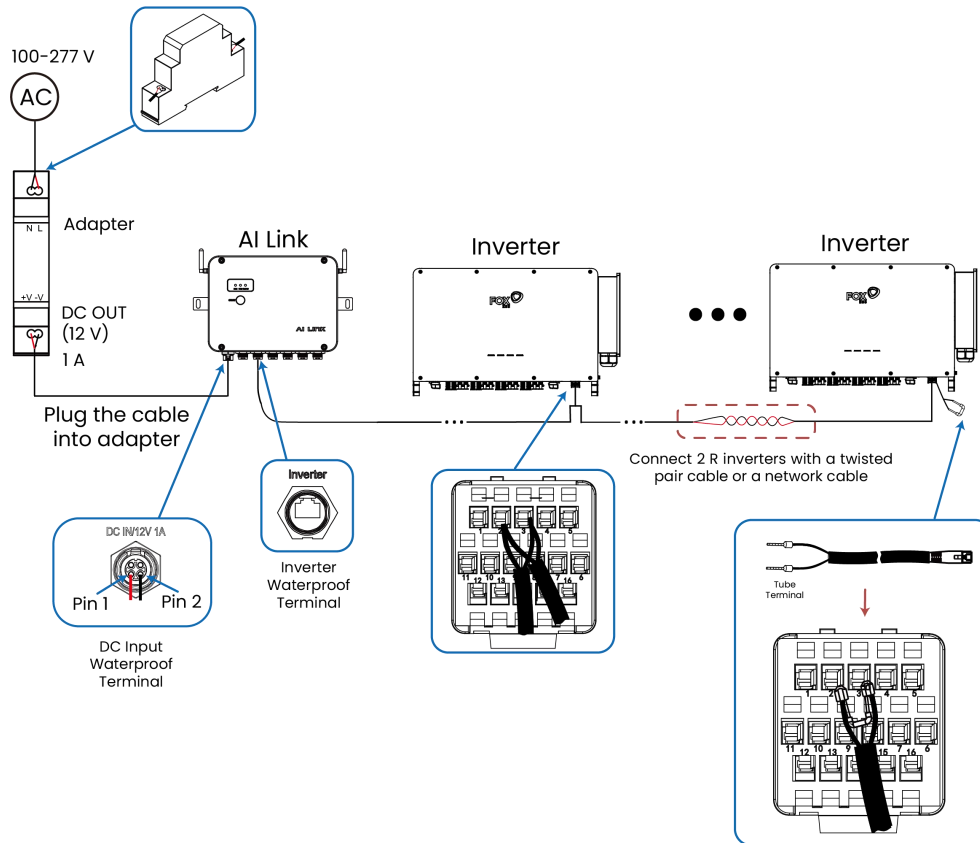 100-277 V
AC
N L
Adapter
+V -V
DC OUT
(12 V)
1 A
Plug the cable
into adapter
AI Link
AI LINK
Inverter
FOX
Inverter
FOX
Connect 2 R inverters with a twisted
pair cable or a network cable
DC IN/12V 1A
Pin 1
Pin 2
DC Input
Waterproof
Terminal
Inverter
Inverter
Waterproof
Terminal
1 3 4 5
11 10 7 6
12 13 16
Tube
Terminal
1 2 3 4 5
11 10 9 7 6
12 13 15 16